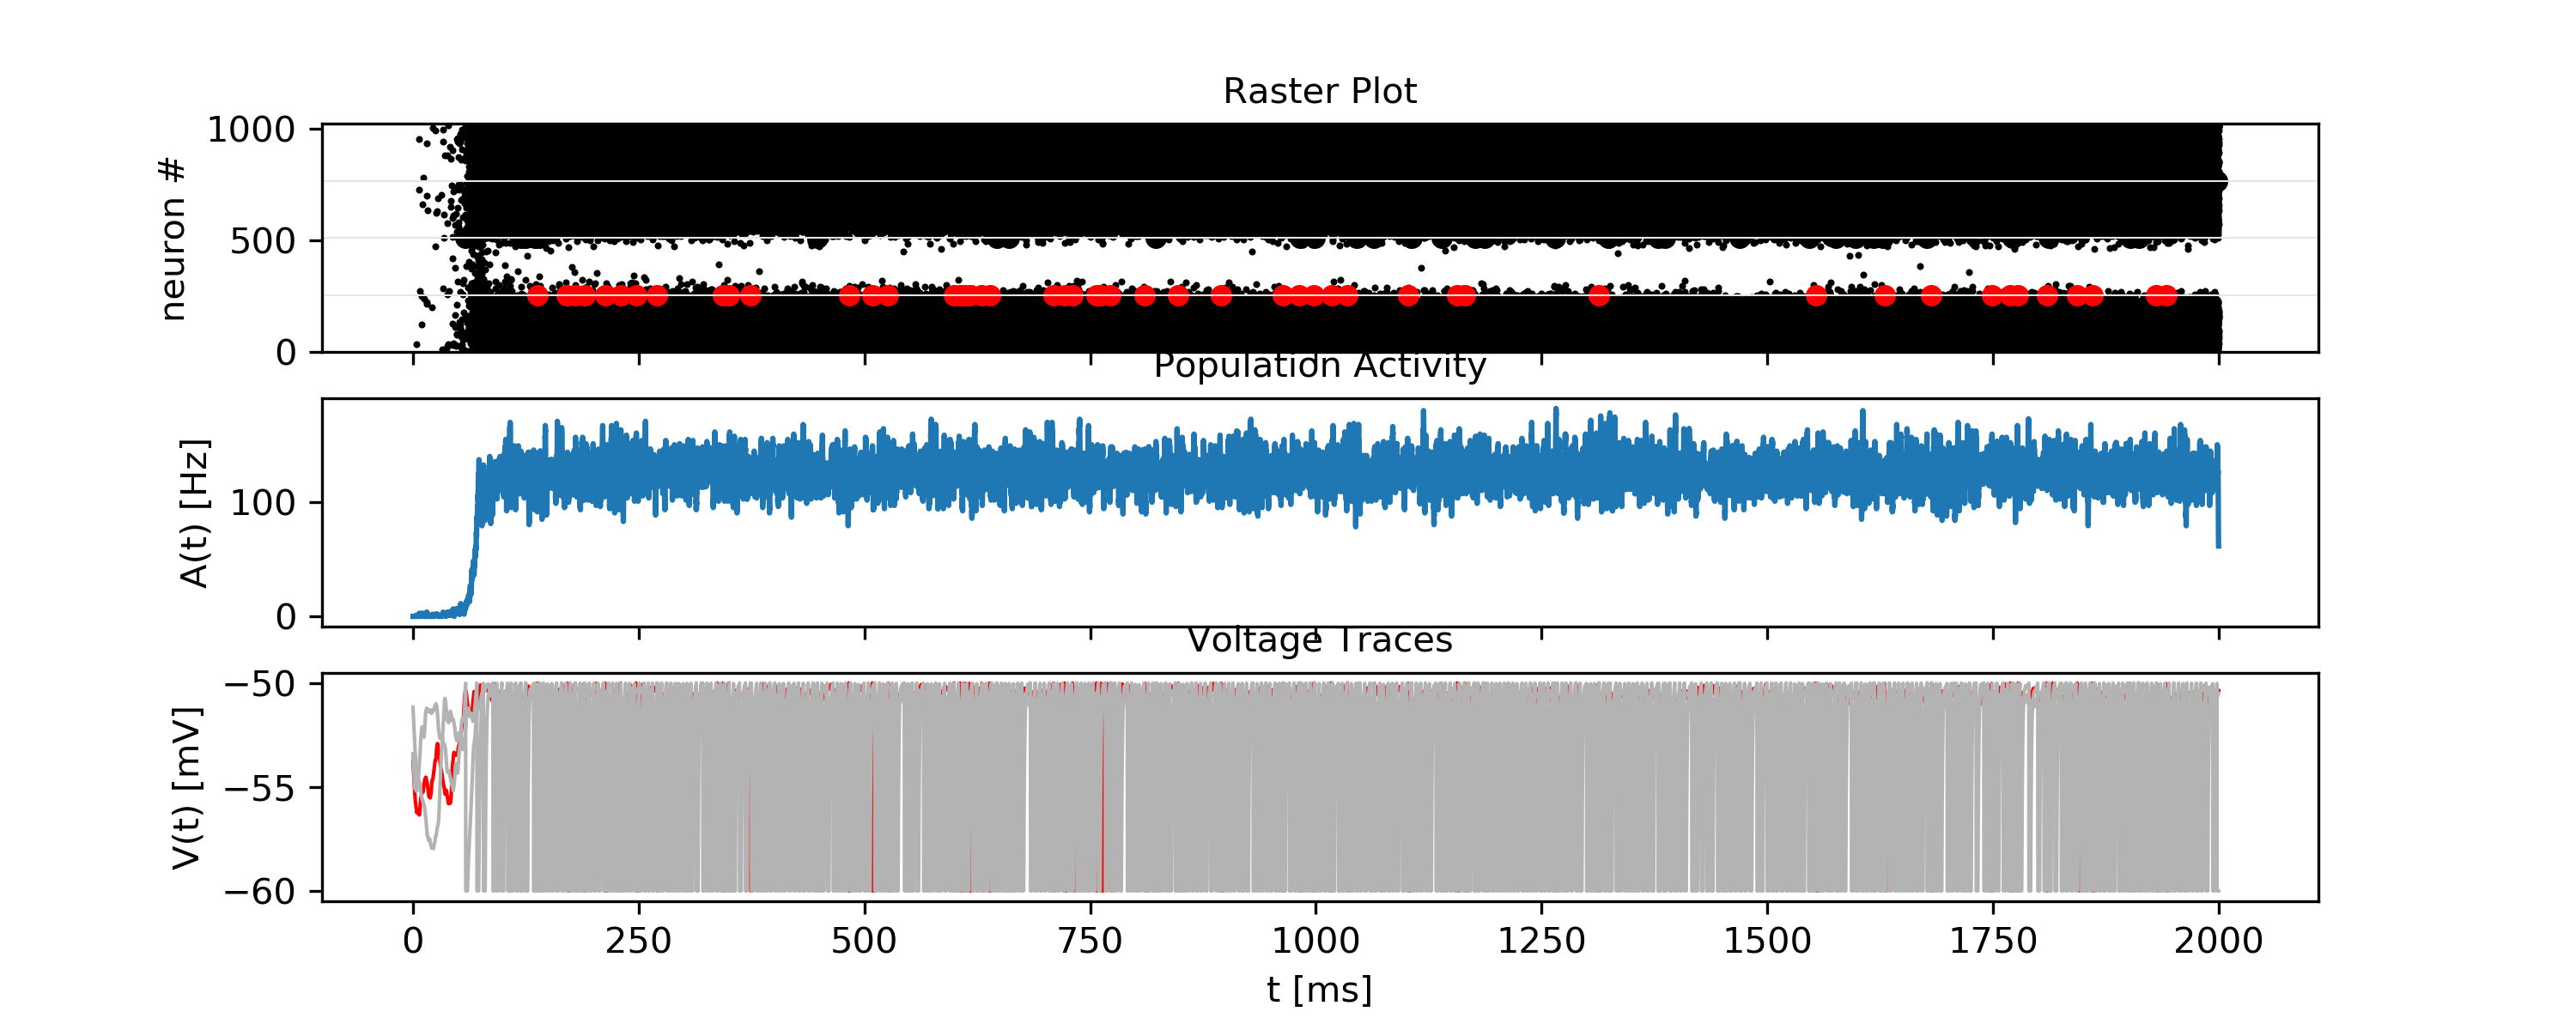 Raster Plot
1000
500
0
neuron #
Population Activity
100
0
A(t) [Hz]
Voltage Traces
−50
−55
−60
V(t) [mV]
0 250 500 750 1000 1250 1500 1750 2000
t [ms]